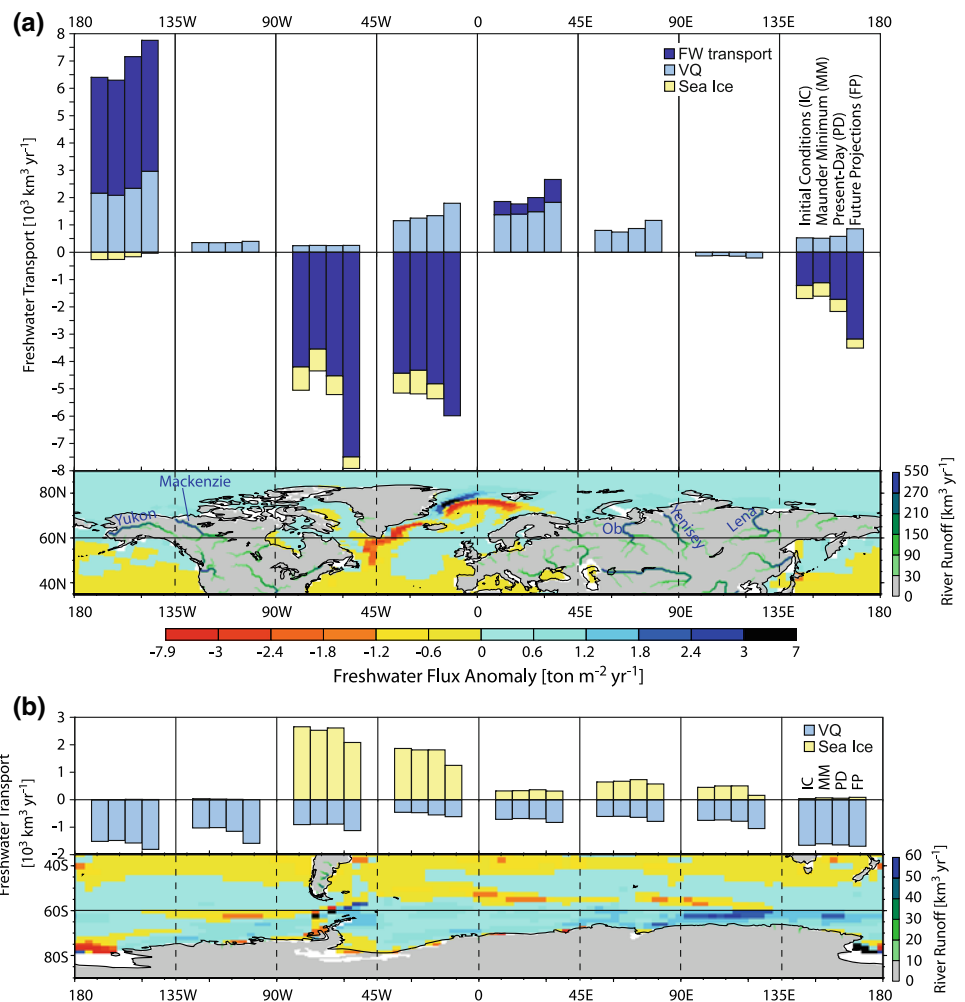 (a)
180 135W 90W 45W 0 45E 90E 135E 180
8
7
6
5
4
3
2
1
0
-1
-2
-3
-4
-5
-6
-7
-8
Freshwater Transport [10³ km³ yr⁻¹]
FW transport
VQ
Sea Ice
Initial Conditions (IC)
Maunder Minimum (MM)
Present-Day (PD)
Future Projections (FP)
80N
60N
40N
Mackenzie
Yukon
Ob
Yenisey
Lena
550
270
210
150
90
30
0
River Runoff [km³ yr⁻¹]
180 135W 90W 45W 0 45E 90E 135E 180
-7.9 -3 -2.4 -1.8 -1.2 -0.6 0 0.6 1.2 1.8 2.4 3 7
Freshwater Flux Anomaly [ton m⁻² yr⁻¹]
(b)
3
2
1
0
-1
-2
Freshwater Transport
[10³ km³ yr⁻¹]
VQ
Sea Ice
IC
MM
PD
FP
40S
60S
80S
60
50
40
30
20
10
0
River Runoff [km³ yr⁻¹]
180 135W 90W 45W 0 45E 90E 135E 180